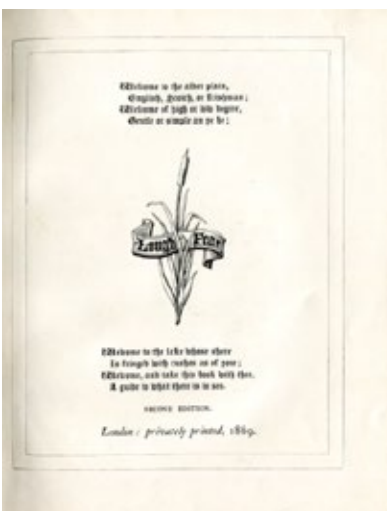 Welcome to the alder place,
English, Scotch, or Irishman;
Welcome of high or low degree,
Gentle or simple an ye be;
Lough Fea
Welcome to the lake whose shore
Is fringed with rushes as of yore;
Welcome, and take this book with thee,
A guide to what there is to see.
SECOND EDITION.
London: privately printed, 1869.